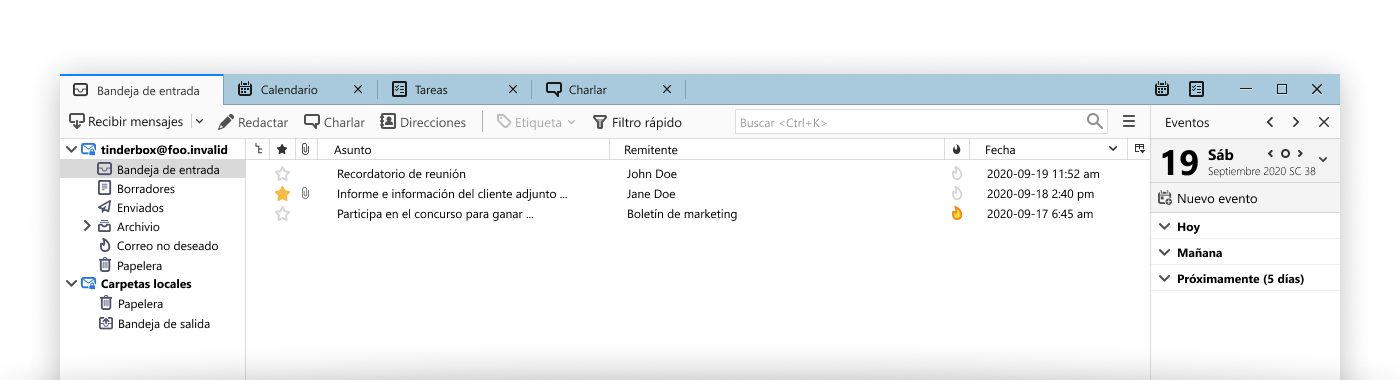 Bandeja de entrada Calendario Tareas Charlar
Recibir mensajes Redactar Charlar Direcciones Etiqueta Filtro rápido Buscar <Ctrl+K> Eventos
tinderbox@foo.invalid
Bandeja de entrada
Borradores
Enviados
Archivio
Correo no deseado
Papelera
Carpetas locales
Papelera
Bandeja de salida
Asunto Remitente Fecha
Recordatorio de reunión John Doe 2020-09-19 11:52 am
Informe e información del cliente adjunto ... Jane Doe 2020-09-18 2:40 pm
Participa en el concurso para ganar ... Boletín de marketing 2020-09-17 6:45 am
19 Sáb
Septiembre 2020 SC 38
Nuevo evento
Hoy
Mañana
Próximamente (5 días)